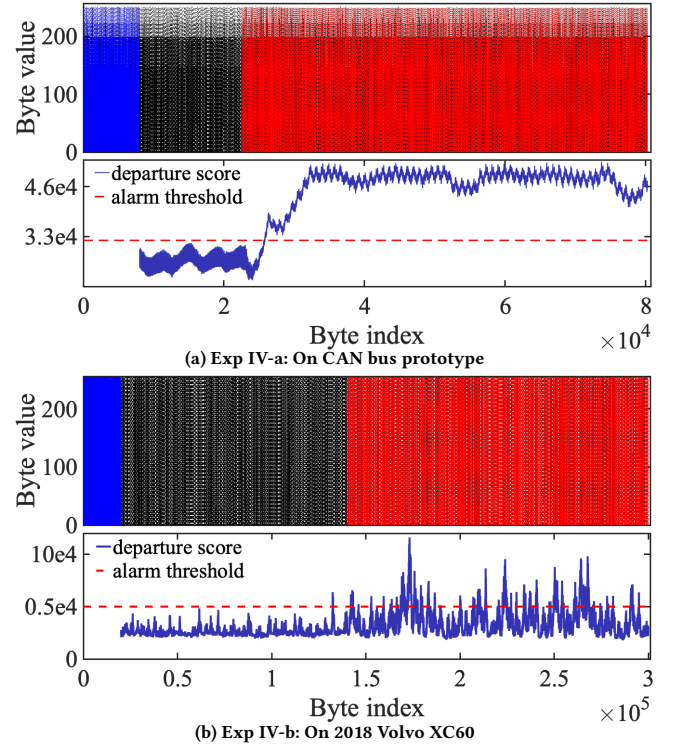 Byte value
200
100
0
departure score
alarm threshold
4.6e4
3.3e4
0 2 4 6 8
Byte index
×10^4
(a) Exp IV-a: On CAN bus prototype
Byte value
200
100
0
departure score
alarm threshold
10e4
0.5e4
0
0 0.5 1 1.5 2 2.5 3
Byte index
×10^5
(b) Exp IV-b: On 2018 Volvo XC60